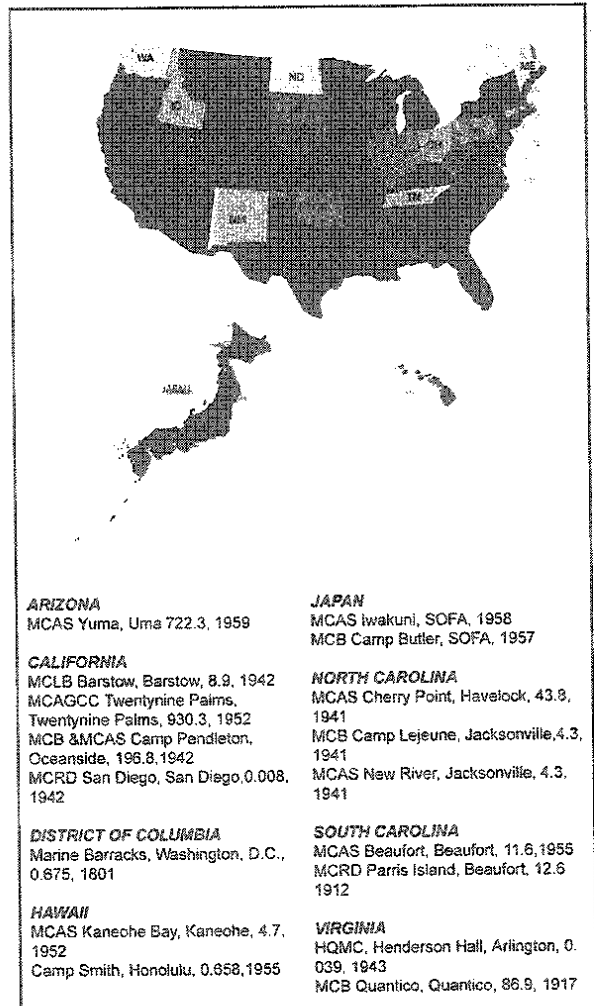 WA
ND
ME
ID
OH
NM
TN
JAPAN
ARIZONA
MCAS Yuma, Uma 722.3, 1959
CALIFORNIA
MCLB Barstow, Barstow, 8.9, 1942
MCAGCC Twentynine Palms,
Twentynine Palms, 930.3, 1952
MCB &MCAS Camp Pendleton,
Oceanside, 196.8,1942
MCRD San Diego, San Diego,0.008,
1942
DISTRICT OF COLUMBIA
Marine Barracks, Washington, D.C.,
0.675, 1801
HAWAII
MCAS Kaneohe Bay, Kaneohe, 4.7,
1952
Camp Smith, Honolulu, 0.658,1955
JAPAN
MCAS Iwakuni, SOFA, 1958
MCB Camp Butler, SOFA, 1957
NORTH CAROLINA
MCAS Cherry Point, Havelock, 43.8,
1941
MCB Camp Lejeune, Jacksonville,4.3,
1941
MCAS New River, Jacksonville, 4.3,
1941
SOUTH CAROLINA
MCAS Beaufort, Beaufort, 11.6,1955
MCRD Parris Island, Beaufort, 12.6
1912
VIRGINIA
HQMC, Henderson Hall, Arlington, 0.
039, 1943
MCB Quantico, Quantico, 86.9, 1917